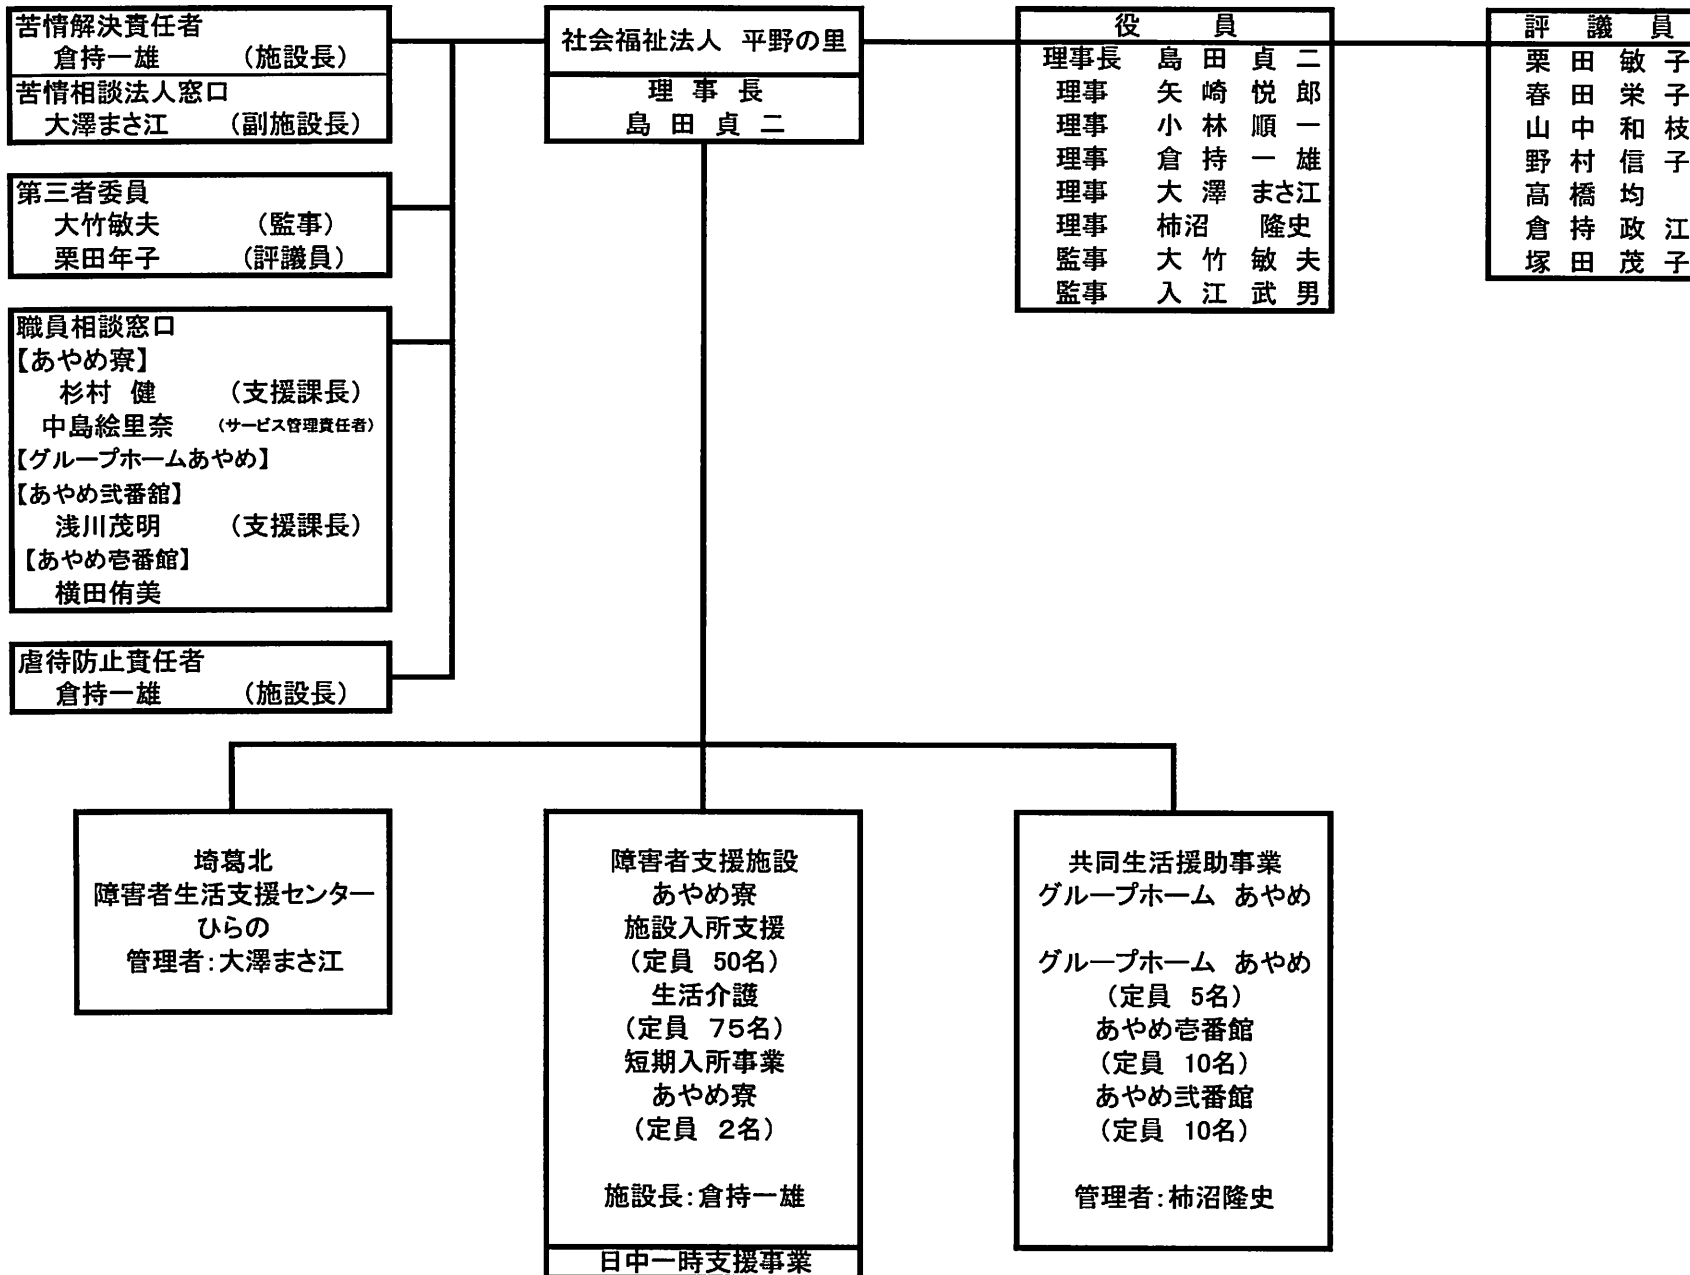 苦情解決責任者
倉持一雄 (施設長)
苦情相談法人窓口
大澤まさ江 (副施設長)
第三者委員
大竹敏夫 (監事)
栗田年子 (評議員)
職員相談窓口
【あやめ寮】
杉村 健 (支援課長)
中島絵里奈 (サービス管理責任者)
【グループホームあやめ】
【あやめ弐番舘】
浅川茂明 (支援課長)
【あやめ壱番館】
横田侑美
虐待防止責任者
倉持一雄 (施設長)
社会福祉法人 平野の里
理 事 長
島 田 貞 二
役 員
理事長 島 田 貞 二
理事 矢 崎 悦 郎
理事 小 林 順 一
理事 倉 持 一 雄
理事 大 澤 まさ江
理事 柿沼 隆史
監事 大 竹 敏 夫
監事 入 江 武 男
評 議 員
栗 田 敏 子
春 田 栄 子
山 中 和 枝
野 村 信 子
高 橋 均
倉 持 政 江
塚 田 茂 子
埼葛北
障害者生活支援センター
ひらの
管理者:大澤まさ江
障害者支援施設
あやめ寮
施設入所支援
(定員 50名)
生活介護
(定員 75名)
短期入所事業
あやめ寮
(定員 2名)
施設長:倉持一雄
日中一時支援事業
共同生活援助事業
グループホーム あやめ
グループホーム あやめ
(定員 5名)
あやめ壱番館
(定員 10名)
あやめ弐番館
(定員 10名)
管理者:柿沼隆史